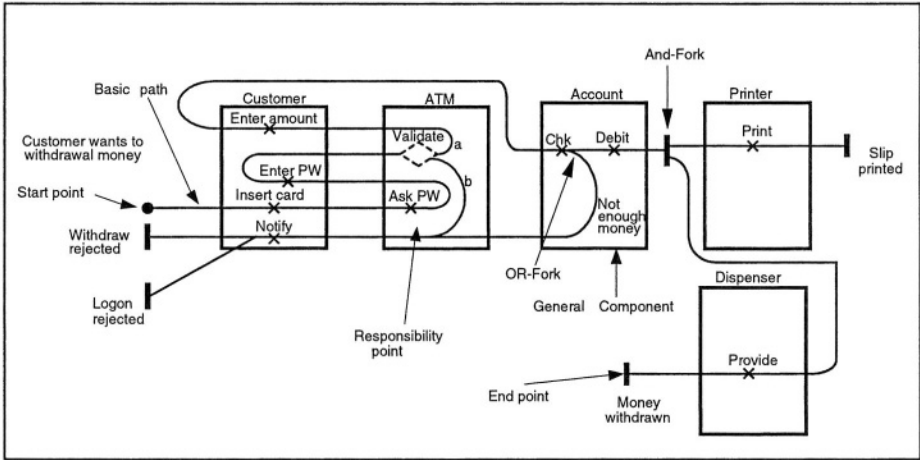 And-Fork
Basic path
Customer
ATM
Account
Printer
Enter amount
Validate
Customer wants to
withdrawal money
a
Chk
Debit
Print
Slip
printed
Enter PW
b
Start point
Insert card
Ask PW
Not
enough
money
Withdraw
rejected
Notify
OR-Fork
Dispenser
Logon
rejected
General
Component
Responsibility
point
Provide
End point
Money
withdrawn